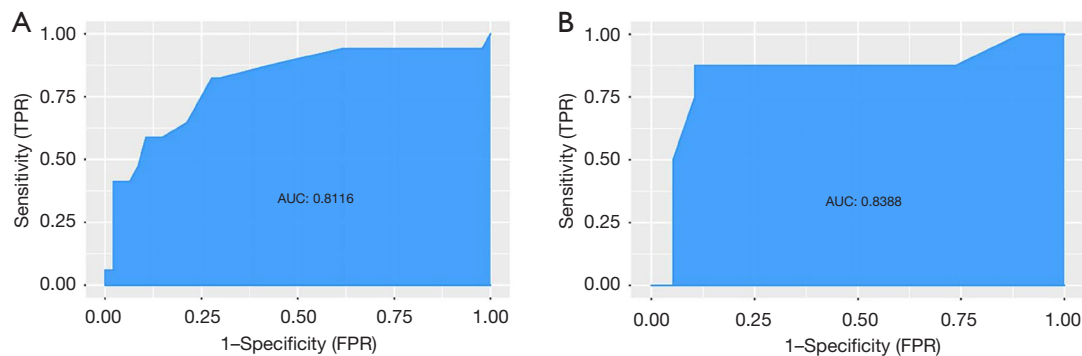 A
1.00
0.75
0.50
0.25
0.00
Sensitivity (TPR)
AUC: 0.8116
0.00 0.25 0.50 0.75 1.00
1–Specificity (FPR)
B
1.00
0.75
0.50
0.25
0.00
Sensitivity (TPR)
AUC: 0.8388
0.00 0.25 0.50 0.75 1.00
1–Specificity (FPR)